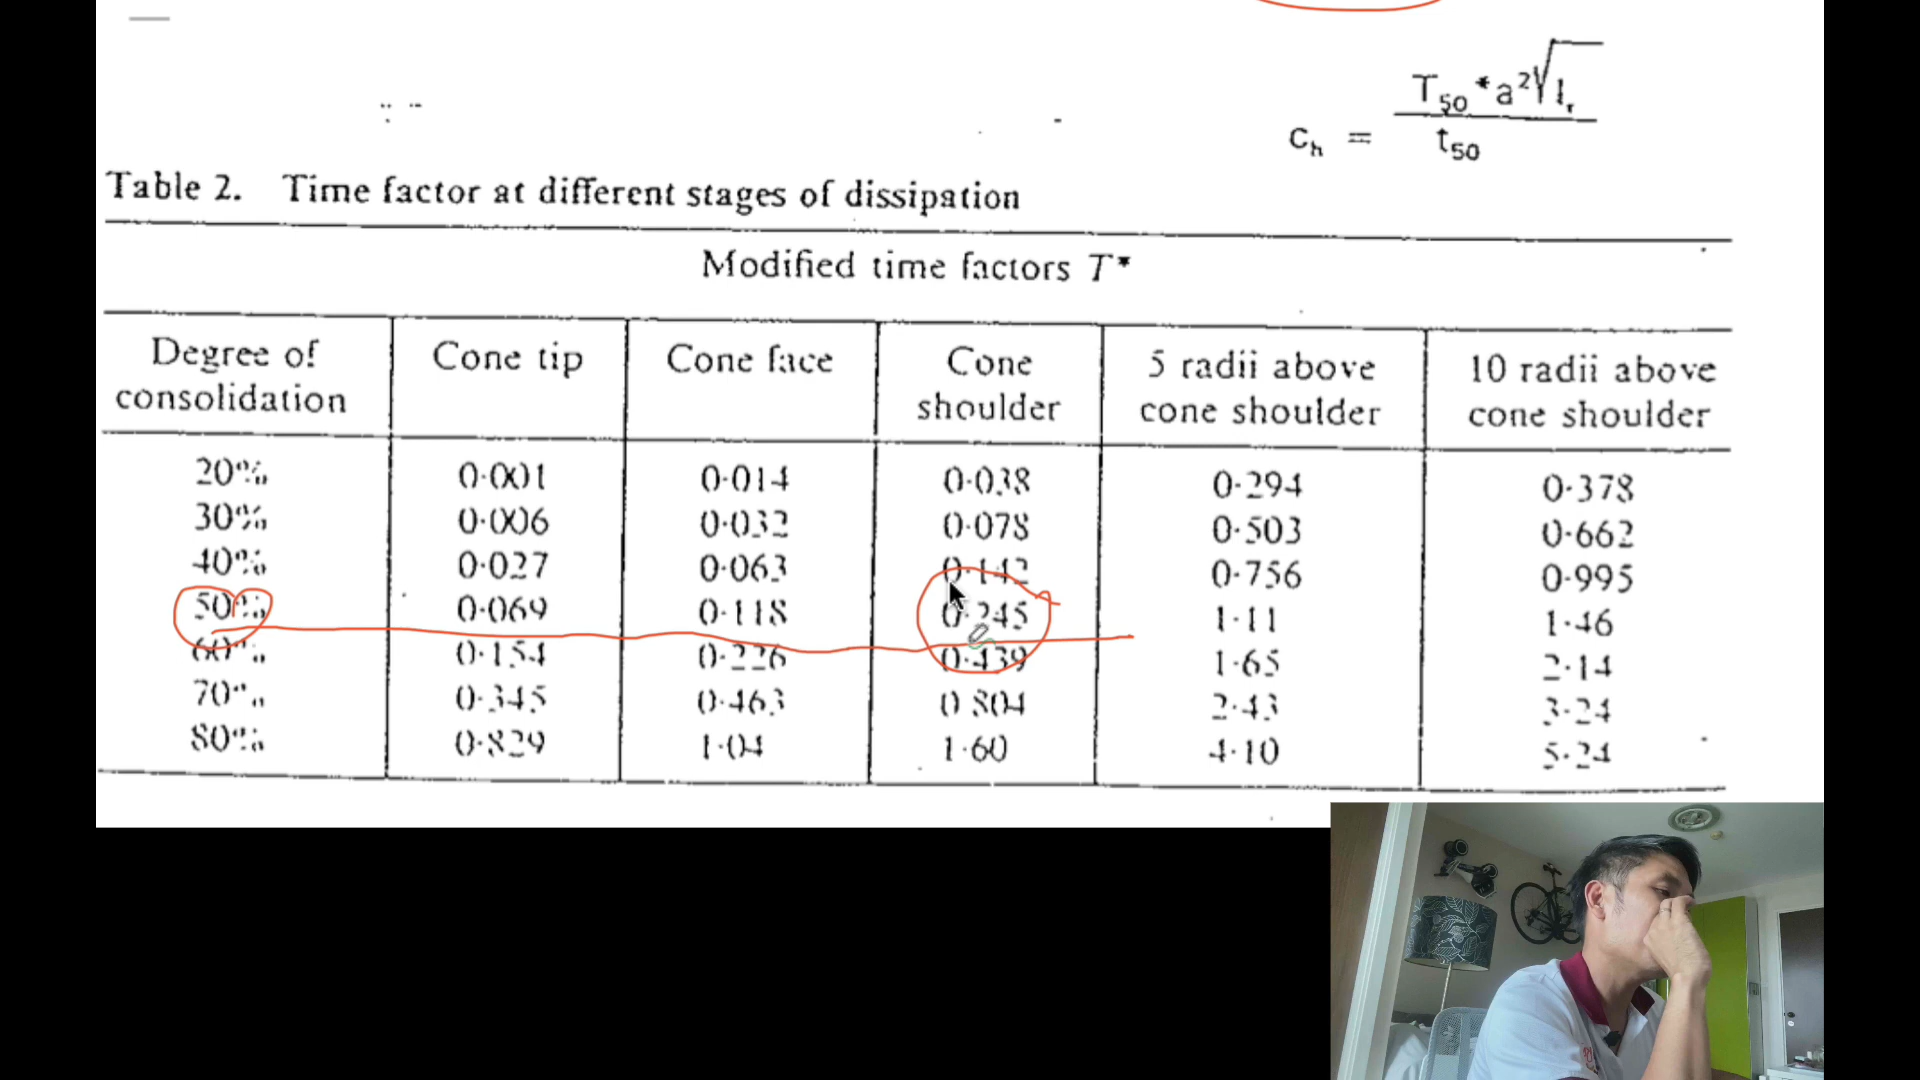 T50 * a²√Ir
Ch =
t50
Table 2. Time factor at different stages of dissipation
Modified time factors T*
Degree of consolidation Cone tip Cone face Cone shoulder 5 radii above cone shoulder 10 radii above cone shoulder
20% 0·001 0·014 0·038 0·294 0·378
30% 0·006 0·032 0·078 0·503 0·662
40% 0·027 0·063 0·142 0·756 0·995
50% 0·069 0·118 0·245 1·11 1·46
60% 0·154 0·226 0·439 1·65 2·14
70% 0·345 0·463 0·804 2·43 3·24
80% 0·829 1·04 1·60 4·10 5·24